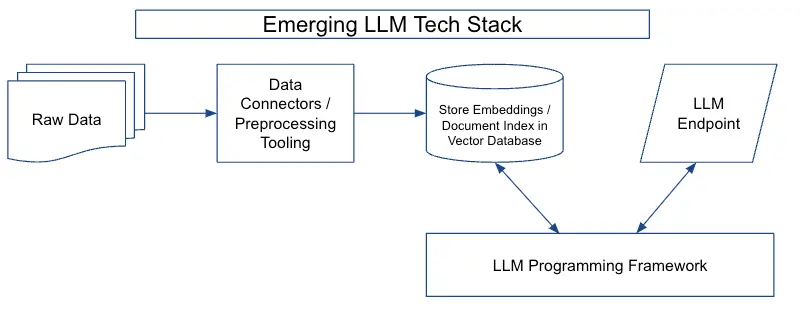 Emerging LLM Tech Stack
Raw Data
Data
Connectors /
Preprocessing
Tooling
Store Embeddings /
Document Index in
Vector Database
LLM
Endpoint
LLM Programming Framework